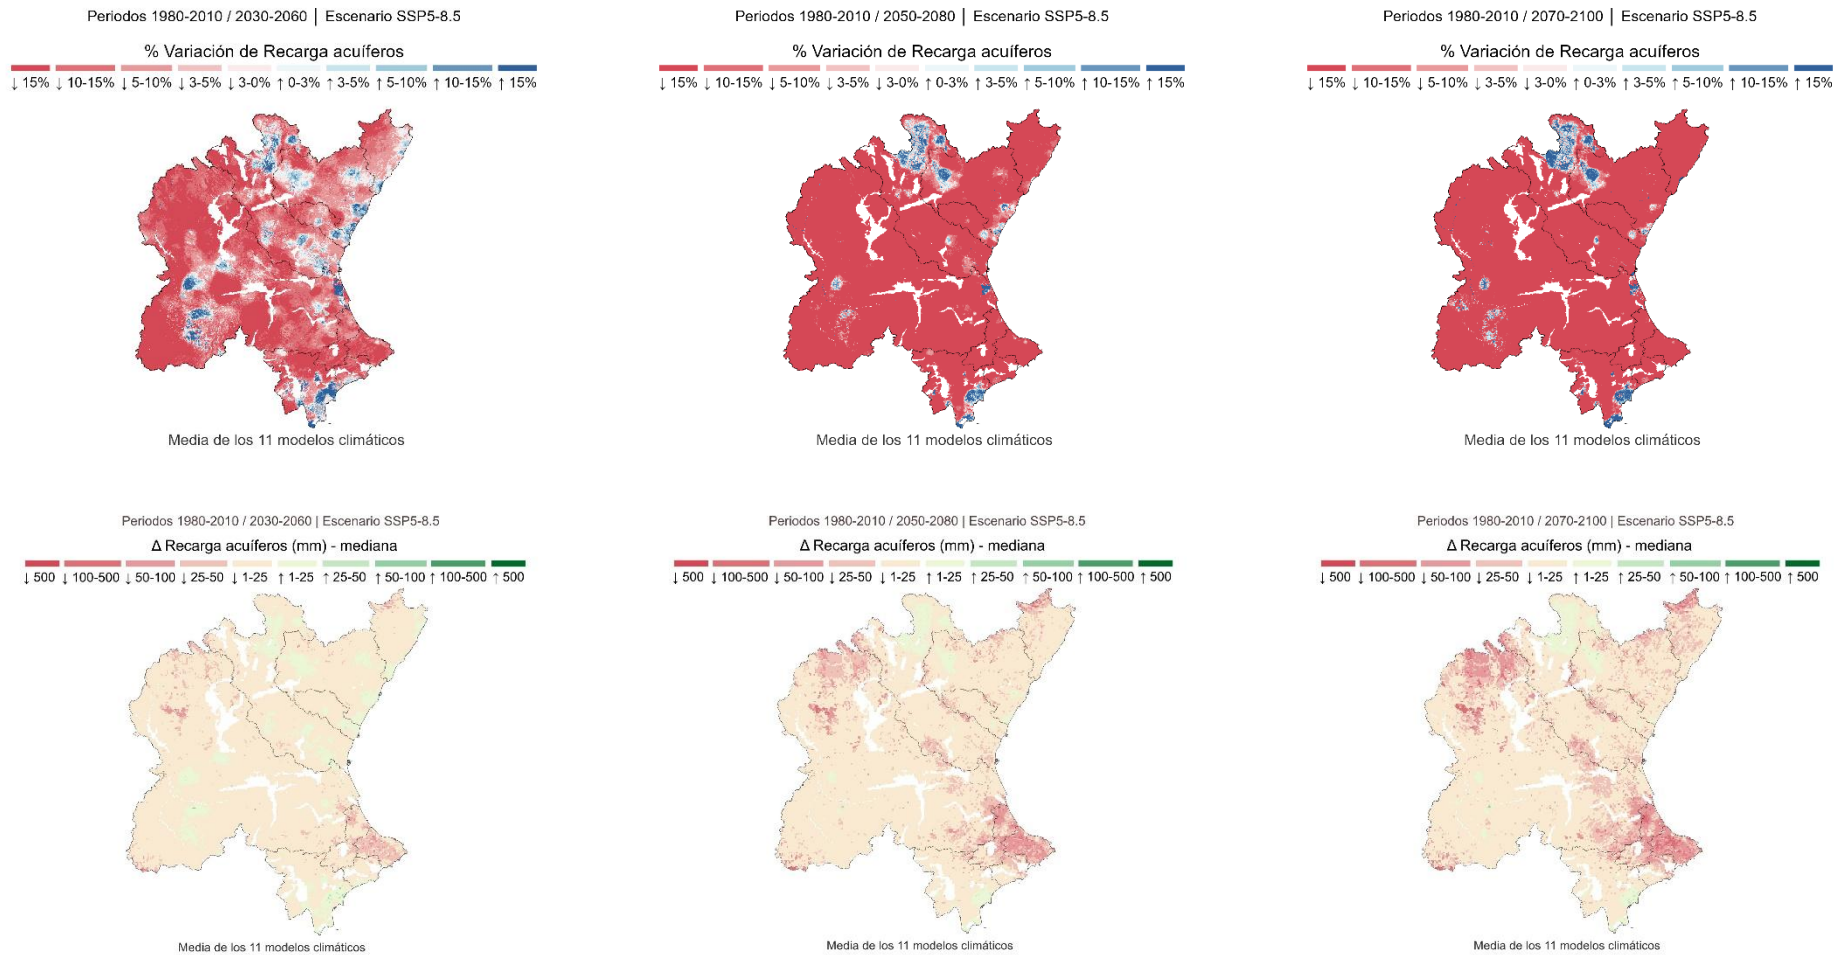 Periodos 1980-2010 / 2030-2060 | Escenario SSP5-8.5
% Variación de Recarga acuíferos
↓ 15% ↓ 10-15% ↓ 5-10% ↓ 3-5% ↓ 3-0% ↑ 0-3% ↑ 3-5% ↑ 5-10% ↑ 10-15% ↑ 15%
Media de los 11 modelos climáticos
Periodos 1980-2010 / 2050-2080 | Escenario SSP5-8.5
% Variación de Recarga acuíferos
↓ 15% ↓ 10-15% ↓ 5-10% ↓ 3-5% ↓ 3-0% ↑ 0-3% ↑ 3-5% ↑ 5-10% ↑ 10-15% ↑ 15%
Media de los 11 modelos climáticos
Periodos 1980-2010 / 2070-2100 | Escenario SSP5-8.5
% Variación de Recarga acuíferos
↓ 15% ↓ 10-15% ↓ 5-10% ↓ 3-5% ↓ 3-0% ↑ 0-3% ↑ 3-5% ↑ 5-10% ↑ 10-15% ↑ 15%
Media de los 11 modelos climáticos
Periodos 1980-2010 / 2030-2060 | Escenario SSP5-8.5
Δ Recarga acuíferos (mm) - mediana
↓ 500 ↓ 100-500 ↓ 50-100 ↓ 25-50 ↓ 1-25 ↑ 1-25 ↑ 25-50 ↑ 50-100 ↑ 100-500 ↑ 500
Media de los 11 modelos climáticos
Periodos 1980-2010 / 2050-2080 | Escenario SSP5-8.5
Δ Recarga acuíferos (mm) - mediana
↓ 500 ↓ 100-500 ↓ 50-100 ↓ 25-50 ↓ 1-25 ↑ 1-25 ↑ 25-50 ↑ 50-100 ↑ 100-500 ↑ 500
Media de los 11 modelos climáticos
Periodos 1980-2010 / 2070-2100 | Escenario SSP5-8.5
Δ Recarga acuíferos (mm) - mediana
↓ 500 ↓ 100-500 ↓ 50-100 ↓ 25-50 ↓ 1-25 ↑ 1-25 ↑ 25-50 ↑ 50-100 ↑ 100-500 ↑ 500
Media de los 11 modelos climáticos